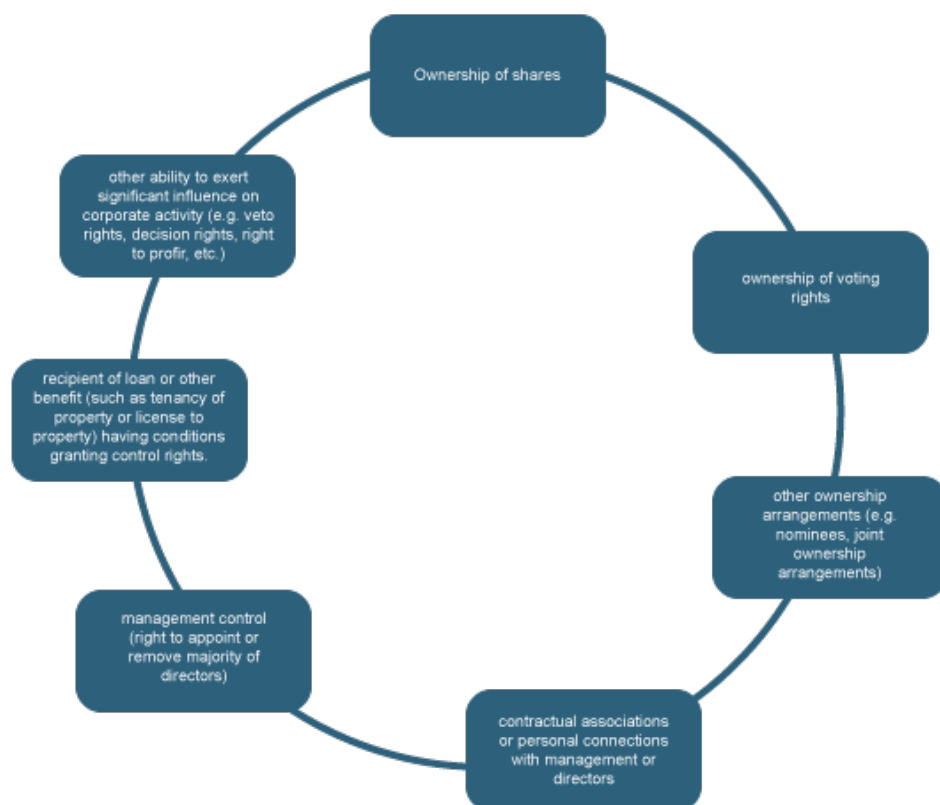 Ownership of shares
other ability to exert
significant influence on
corporate activity (e.g. veto
rights, decision rights, right
to profir, etc.)
ownership of voting
rights
recipient of loan or other
benefit (such as tenancy of
property or license to
property) having conditions
granting control rights.
other ownership
arrangements (e.g.
nominees, joint
ownership
arrangements)
management control
(right to appoint or
remove majority of
directors)
contractual associations
or personal connections
with management or
directors